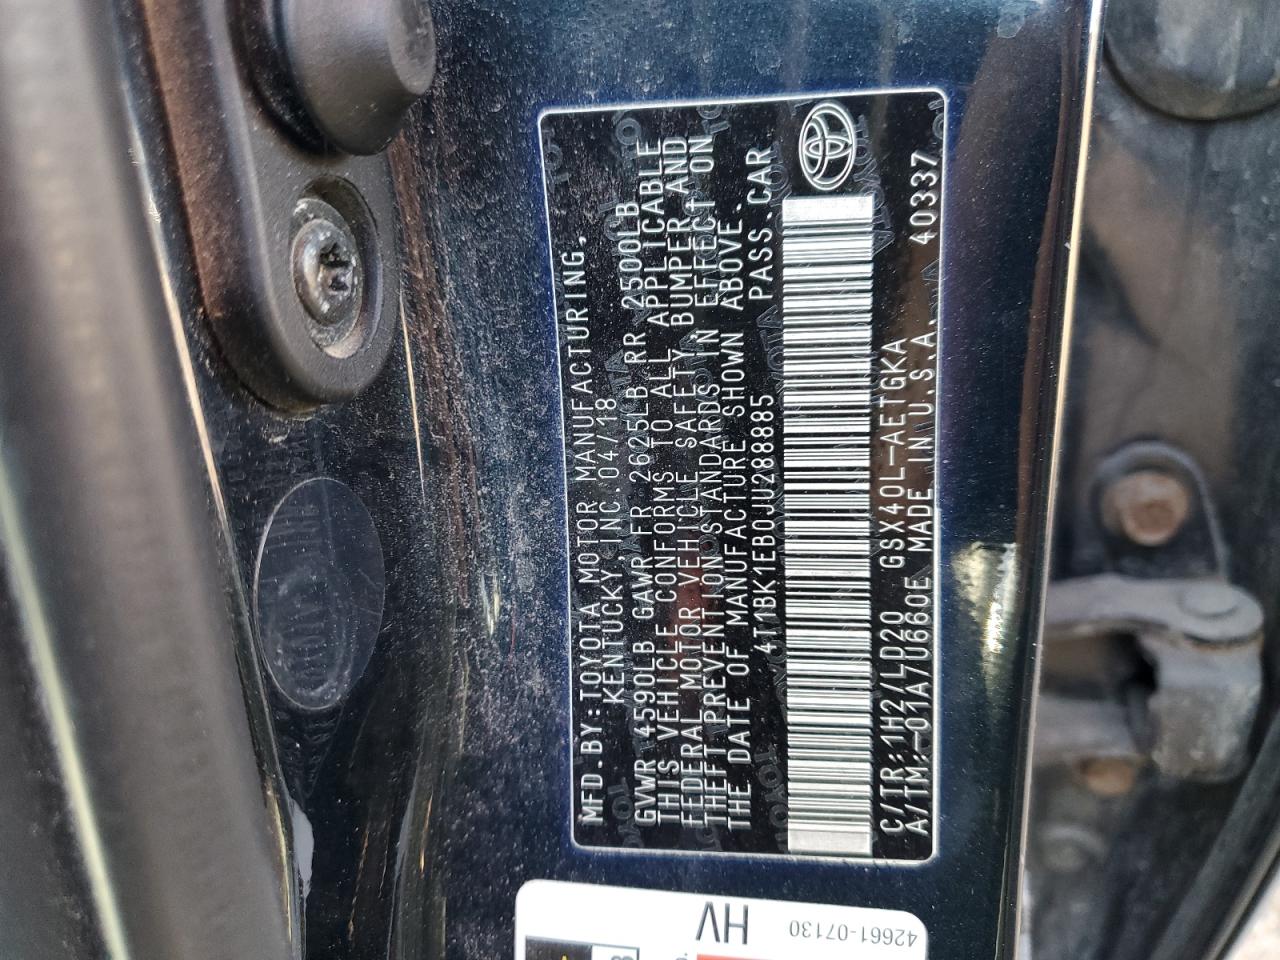 MFD.BY:TOYOTA MOTOR MANUFACTURING,
KENTUCKY,INC.04/18
GVWR 4590LB GAWR FR 2625LB RR 2500LB
THIS VEHICLE CONFORMS TO ALL APPLICABLE
FEDERAL MOTOR VEHICLE SAFETY, BUMPER AND
THEFT PREVENTION STANDARDS IN EFFECT ON
THE DATE OF MANUFACTURE SHOWN ABOVE.
4T1BK1EB0JU288885 PASS.CAR
C/TR:1H2/LD20 GSX40L-AETGKA
A/TM:-01A/U660E MADE IN U.S.A. 40337
HV
42661-07130